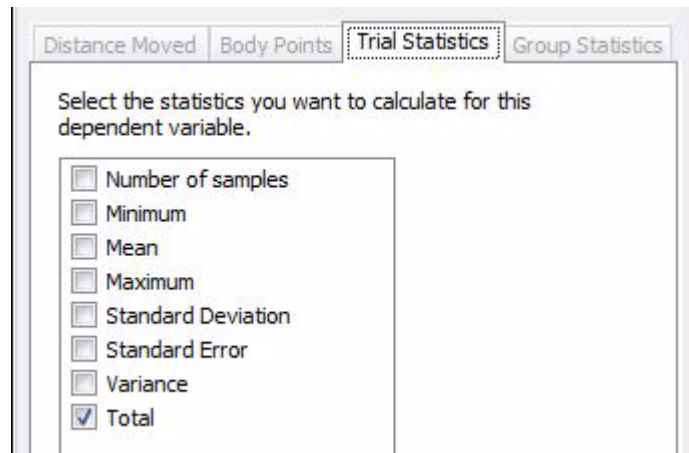 Distance Moved Body Points Trial Statistics Group Statistics
Select the statistics you want to calculate for this
dependent variable.
Number of samples
Minimum
Mean
Maximum
Standard Deviation
Standard Error
Variance
Total